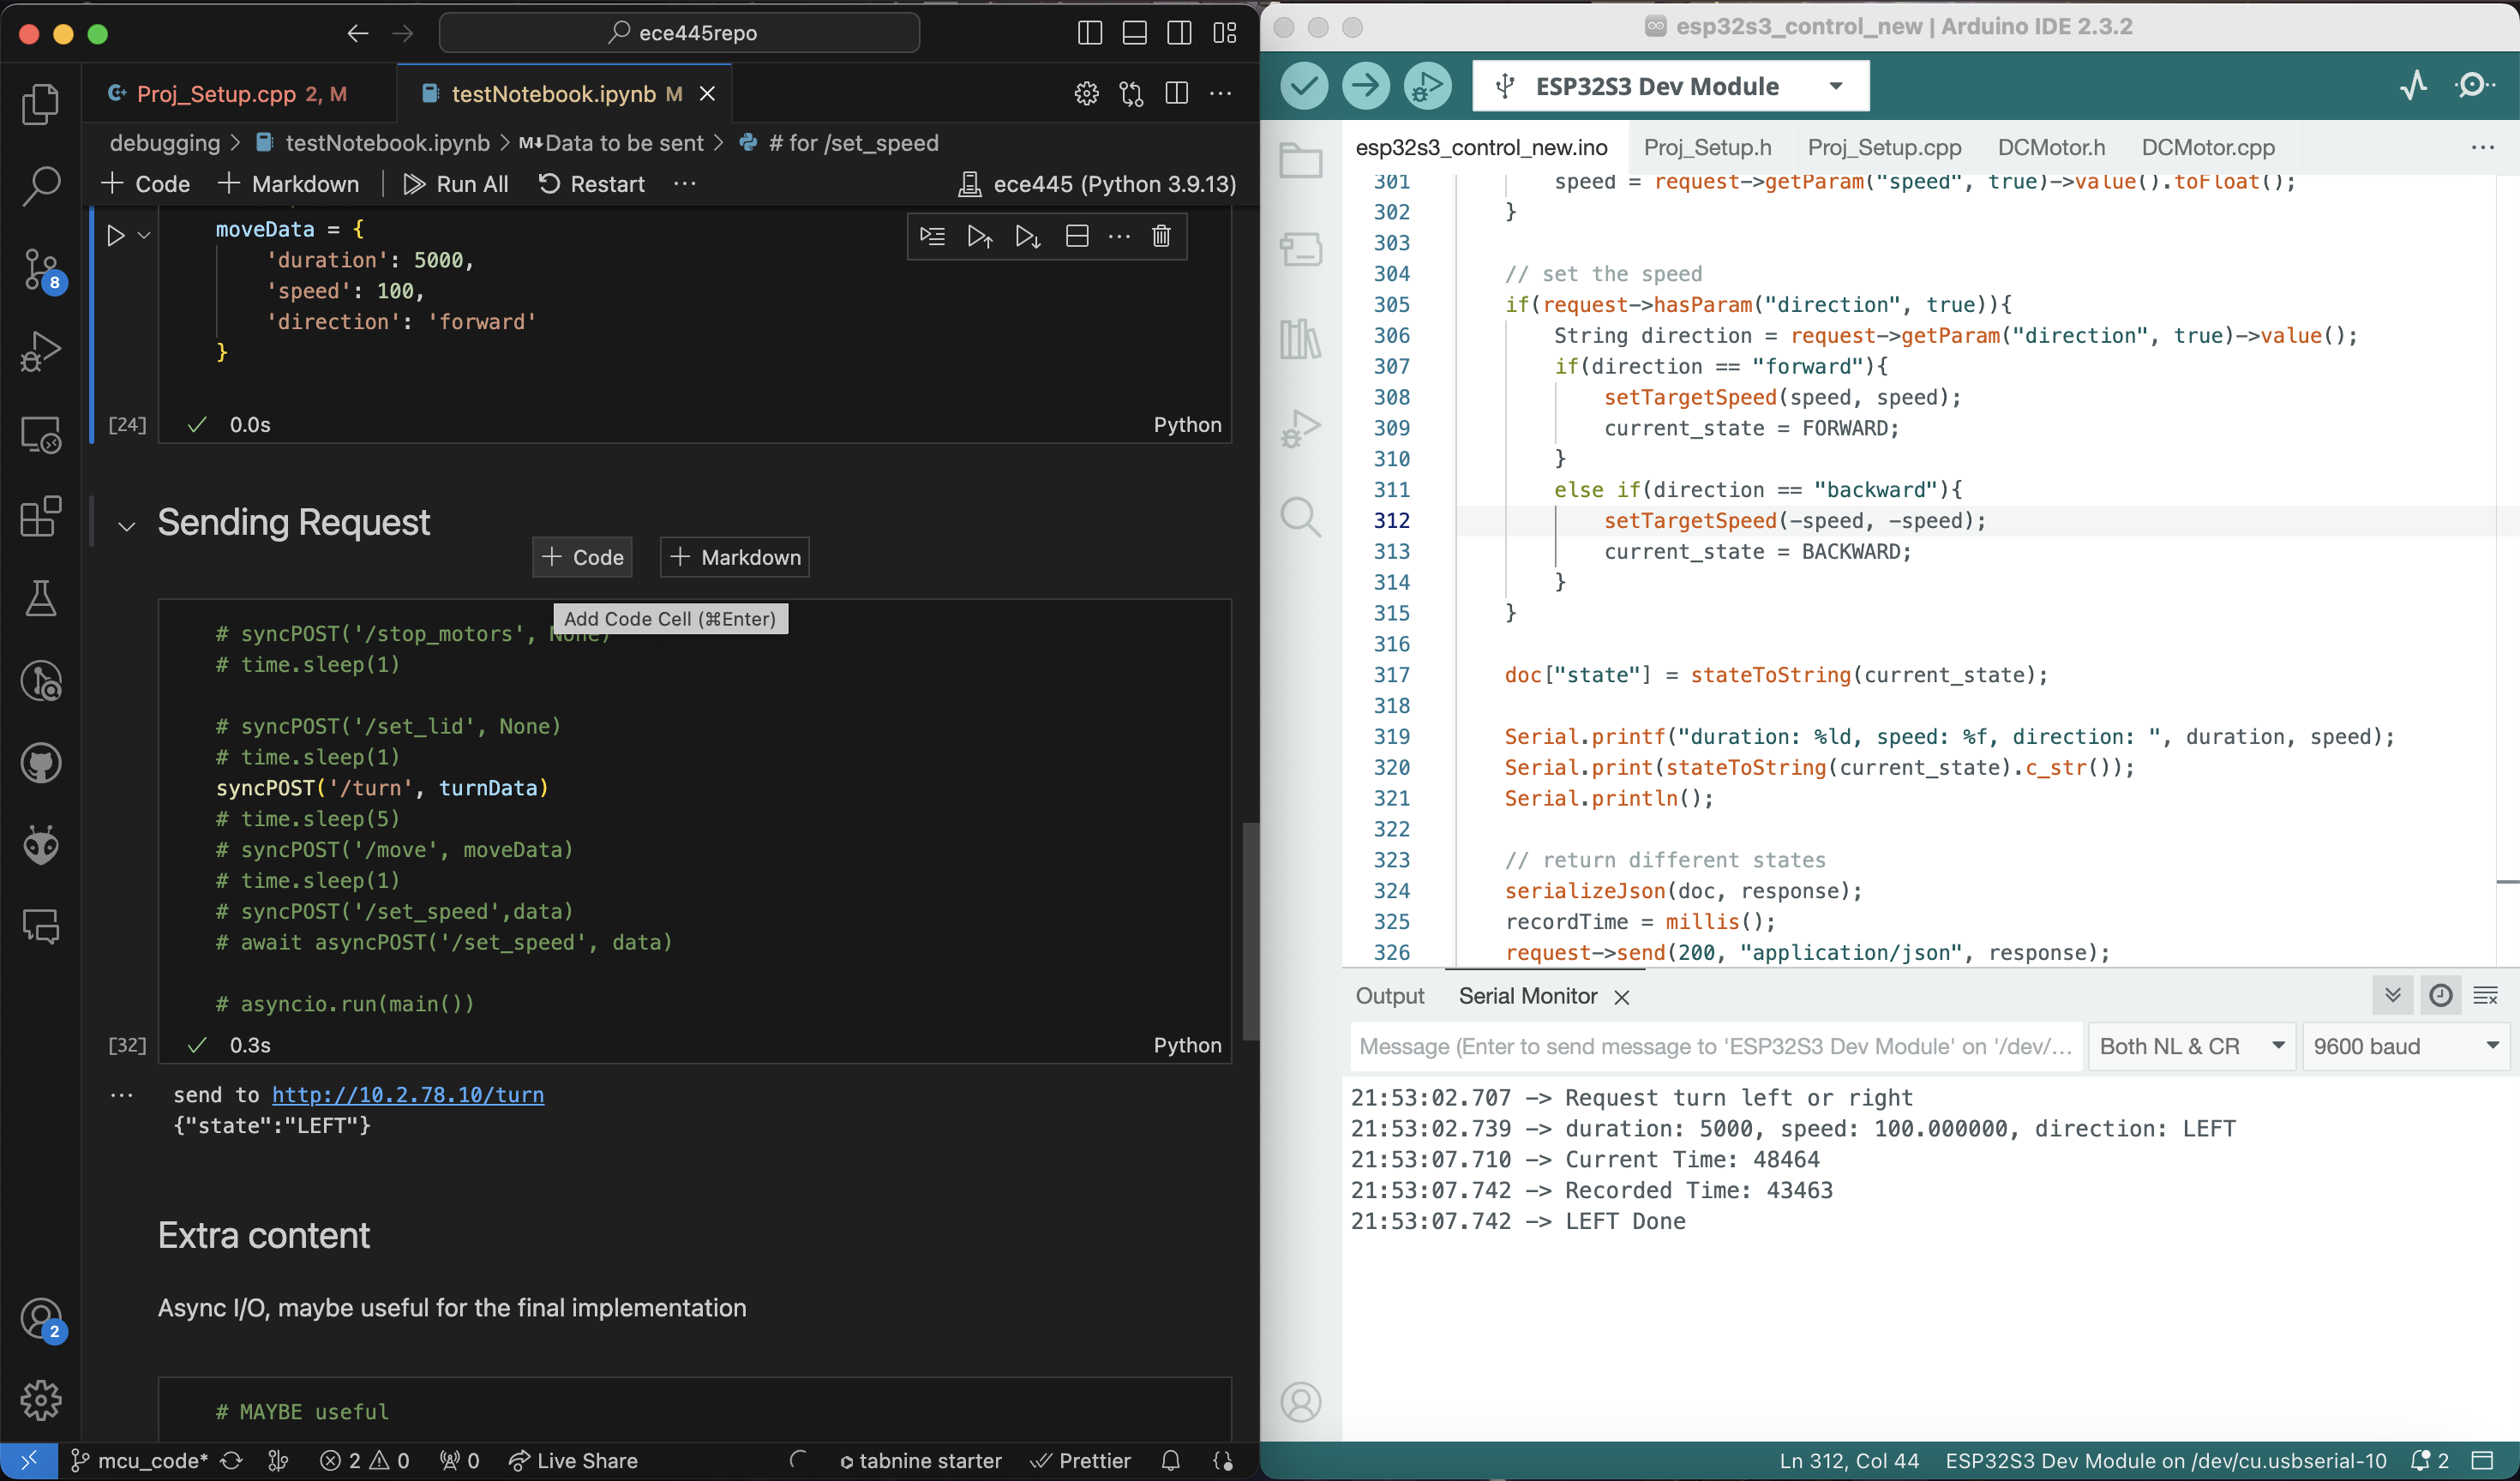 ece445repo
Proj_Setup.cpp 2, M
testNotebook.ipynb M
debugging > testNotebook.ipynb > M↓Data to be sent > # for /set_speed
+ Code + Markdown | Run All Restart ···
ece445 (Python 3.9.13)
moveData = {
'duration': 5000,
'speed': 100,
'direction': 'forward'
}
[24]
0.0s
Python
8
Sending Request
+ Code
+ Markdown
Add Code Cell (⌘Enter)
# syncPOST('/stop_motors', None)
# time.sleep(1)
# syncPOST('/set_lid', None)
# time.sleep(1)
syncPOST('/turn', turnData)
# time.sleep(5)
# syncPOST('/move', moveData)
# time.sleep(1)
# syncPOST('/set_speed',data)
# await asyncPOST('/set_speed', data)
# asyncio.run(main())
[32]
0.3s
Python
send to http://10.2.78.10/turn
{"state":"LEFT"}
Extra content
Async I/O, maybe useful for the final implementation
# MAYBE useful
2
mcu_code* 2 0 0 Live Share tabnine starter Prettier
esp32s3_control_new | Arduino IDE 2.3.2
ESP32S3 Dev Module
esp32s3_control_new.ino Proj_Setup.h Proj_Setup.cpp DCMotor.h DCMotor.cpp ···
301 speed = request->getParam("speed", true)->value().toFloat();
302 }
303
304 // set the speed
305 if(request->hasParam("direction", true)){
306 String direction = request->getParam("direction", true)->value();
307 if(direction == "forward"){
308 setTargetSpeed(speed, speed);
309 current_state = FORWARD;
310 }
311 else if(direction == "backward"){
312 setTargetSpeed(-speed, -speed);
313 current_state = BACKWARD;
314 }
315 }
316
317 doc["state"] = stateToString(current_state);
318
319 Serial.printf("duration: %ld, speed: %f, direction: ", duration, speed);
320 Serial.print(stateToString(current_state).c_str());
321 Serial.println();
322
323 // return different states
324 serializeJson(doc, response);
325 recordTime = millis();
326 request->send(200, "application/json", response);
Output Serial Monitor
Message (Enter to send message to 'ESP32S3 Dev Module' on '/dev/...
Both NL & CR
9600 baud
21:53:02.707 -> Request turn left or right
21:53:02.739 -> duration: 5000, speed: 100.000000, direction: LEFT
21:53:07.710 -> Current Time: 48464
21:53:07.742 -> Recorded Time: 43463
21:53:07.742 -> LEFT Done
Ln 312, Col 44 ESP32S3 Dev Module on /dev/cu.usbserial-10 2